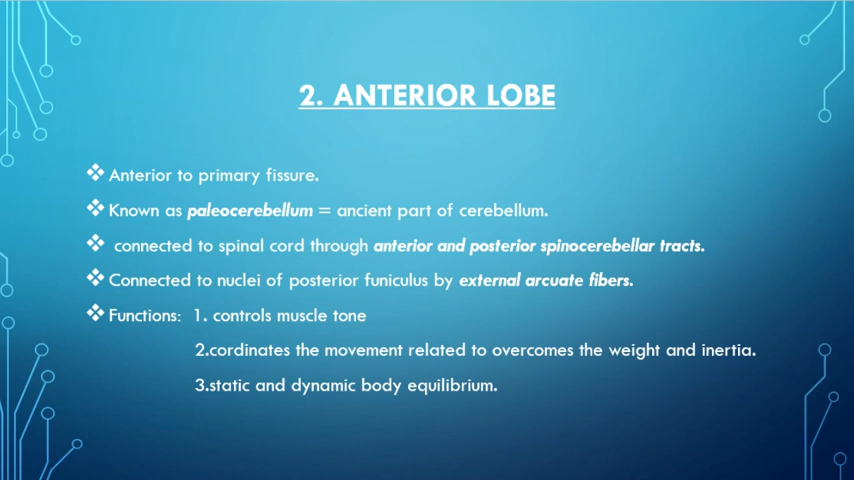 2. ANTERIOR LOBE
❖ Anterior to primary fissure.
❖ Known as paleocerebellum = ancient part of cerebellum.
❖ connected to spinal cord through anterior and posterior spinocerebellar tracts.
❖ Connected to nuclei of posterior funiculus by external arcuate fibers.
❖ Functions: 1. controls muscle tone
2.cordinates the movement related to overcomes the weight and inertia.
3.static and dynamic body equilibrium.